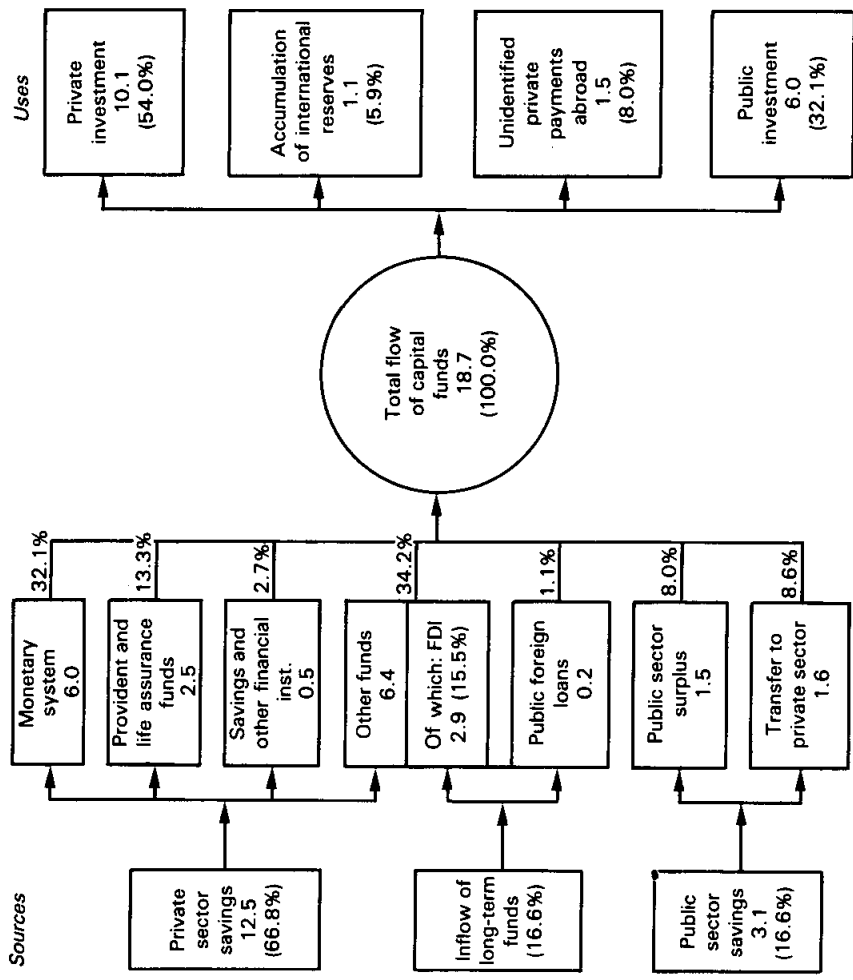 Sources
Private
sector
savings
12.5
(66.8%)
Inflow of
long-term
funds
(16.6%)
Public
sector
savings
3.1
(16.6%)
Monetary
system
6.0
32.1%
Provident and
life assurance
funds
2.5
13.3%
Savings and
other financial
inst.
0.5
2.7%
Other funds
6.4
34.2%
Of which: FDI
2.9 (15.5%)
Public foreign
loans
0.2
1.1%
Public sector
surplus
1.5
8.0%
Transfer to
private sector
1.6
8.6%
Total flow
of capital
funds
18.7
(100.0%)
Uses
Private
investment
10.1
(54.0%)
Accumulation
of international
reserves
1.1
(5.9%)
Unidentified
private
payments
abroad
1.5
(8.0%)
Public
investment
6.0
(32.1%)